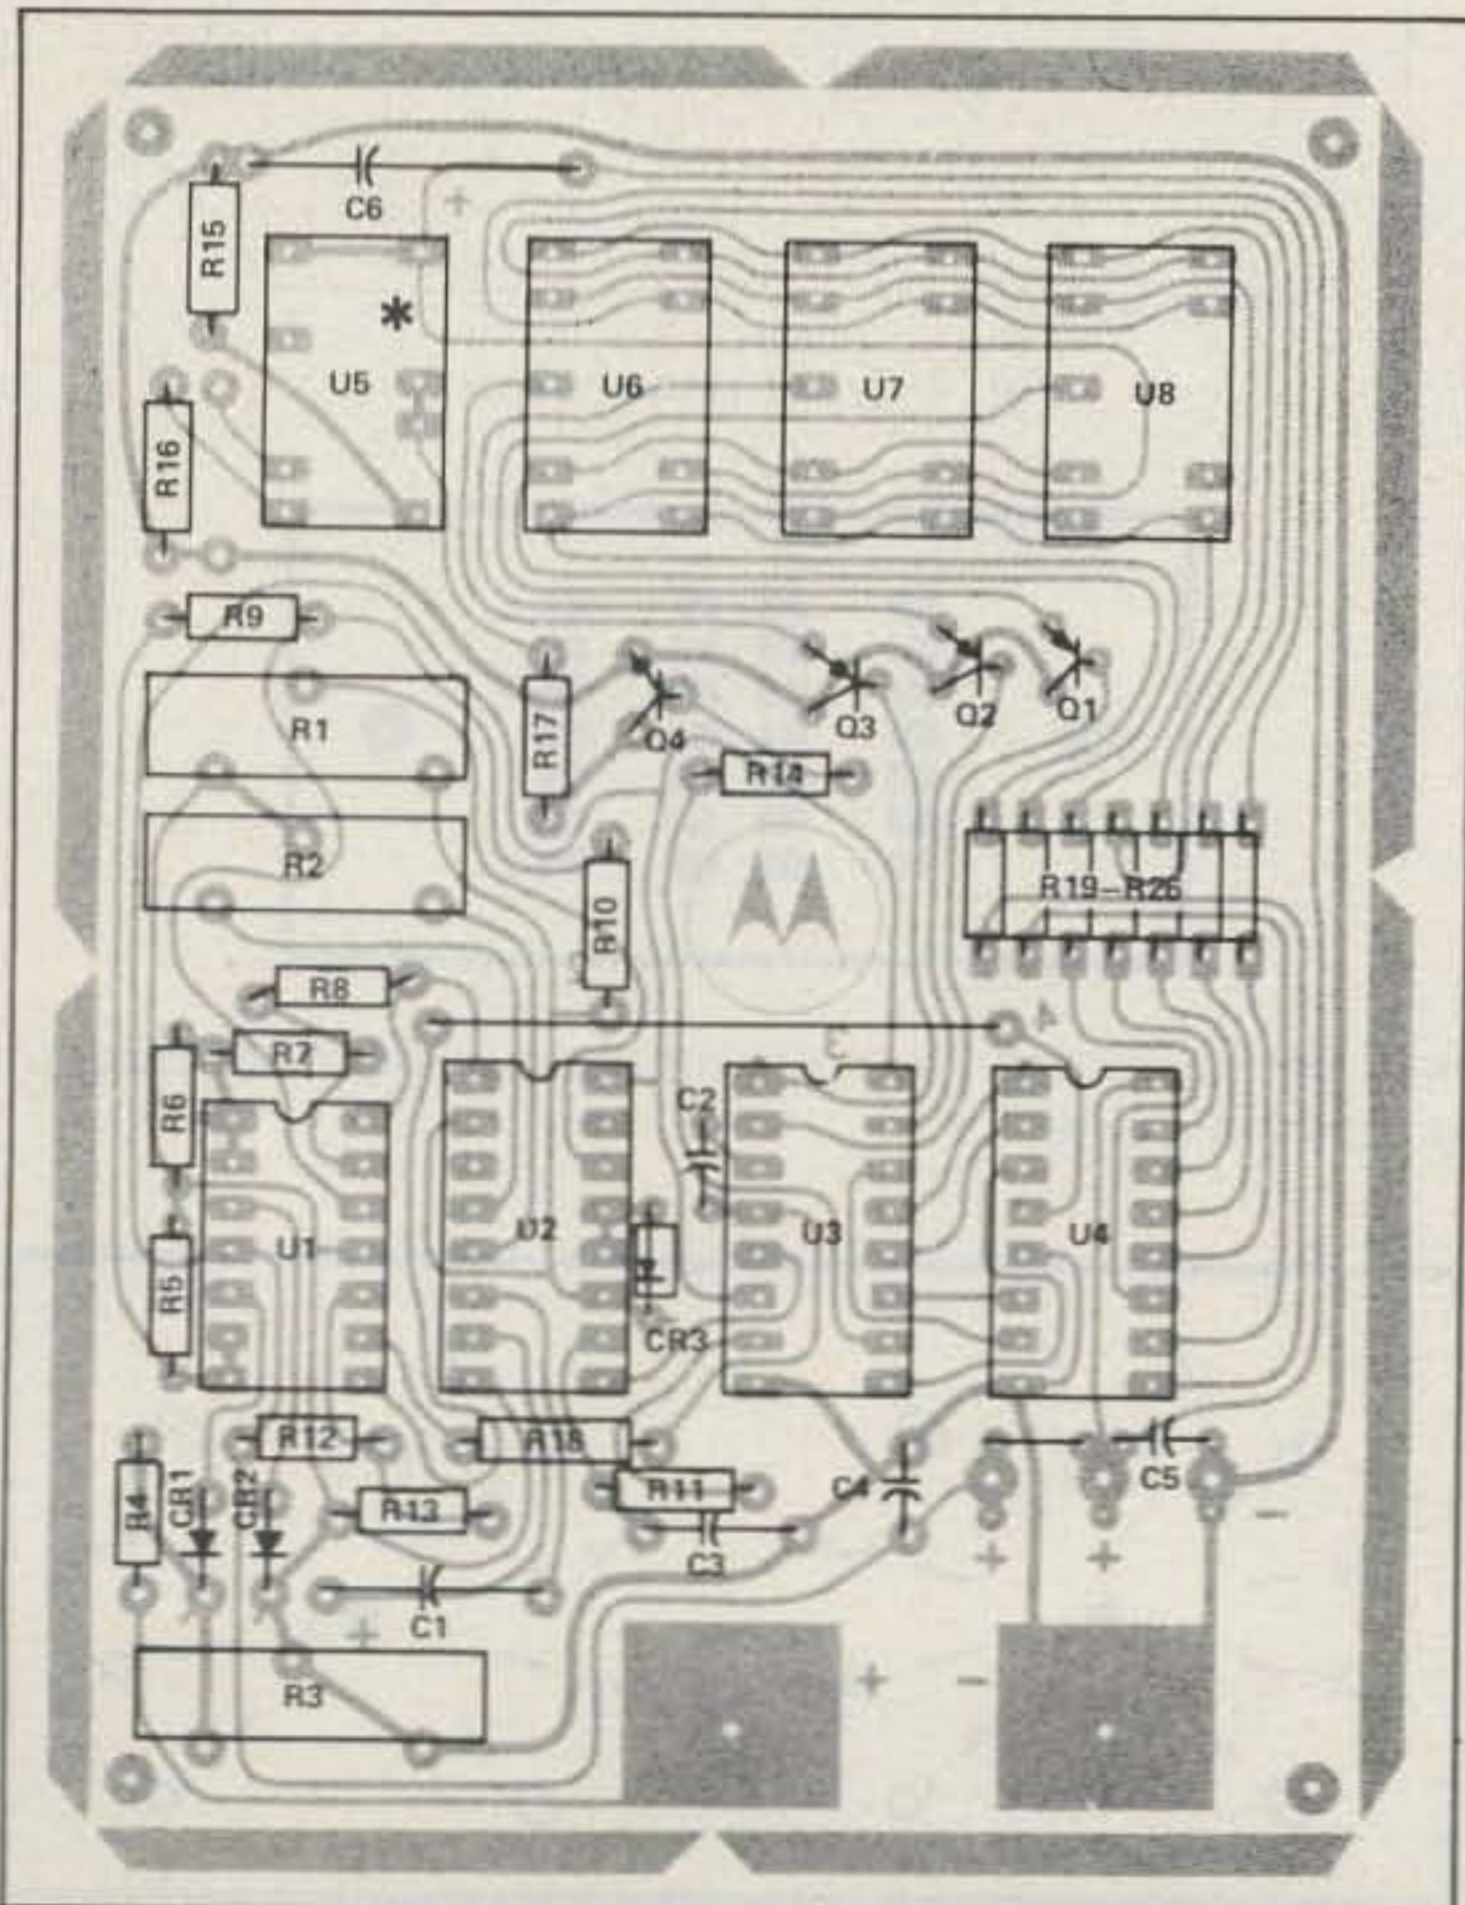 C6
+
R15
*
U5
U6
U7
U8
R16
R9
R1
R17
Q4
Q3
Q2
Q1
R14
R2
R10
R19–R26
R8
R7
R6
C2
U1
U2
U3
U4
R5
CR3
R12
R18
R11
C4
C5
R4
CR1
CR2
R13
C3
+
+
−
C1
+
R3
+
−